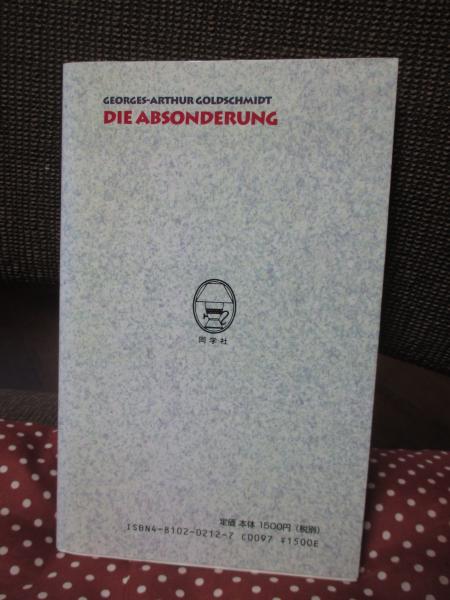 GEORGES-ARTHUR GOLDSCHMIDT
DIE ABSONDERUNG
同学社
定価 本体 1500円 (税別)
ISBN4-8102-0212-7 C0097 ¥1500E